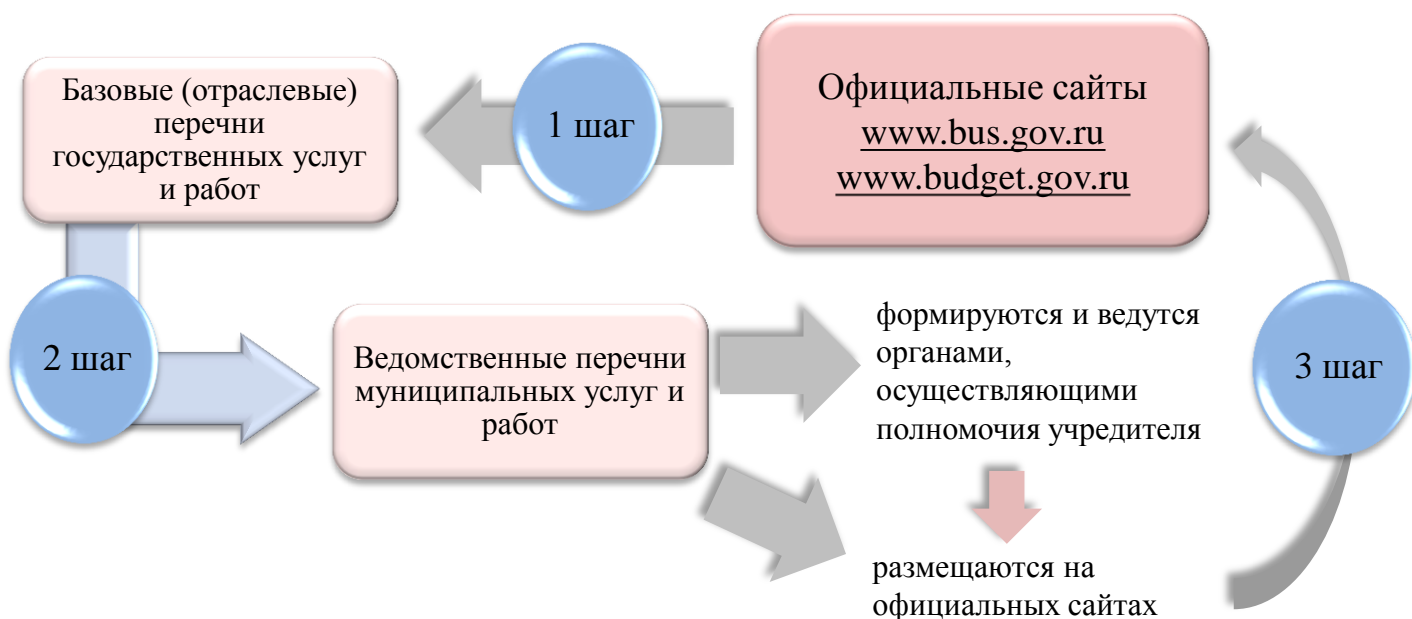 Базовые (отраслевые)
перечни
государственных услуг
и работ
1 шаг
Официальные сайты
www.bus.gov.ru
www.budget.gov.ru
2 шаг
Ведомственные перечни
муниципальных услуг и
работ
формируются и ведутся
органами,
осуществляющими
полномочия учредителя
3 шаг
размещаются на
официальных сайтах